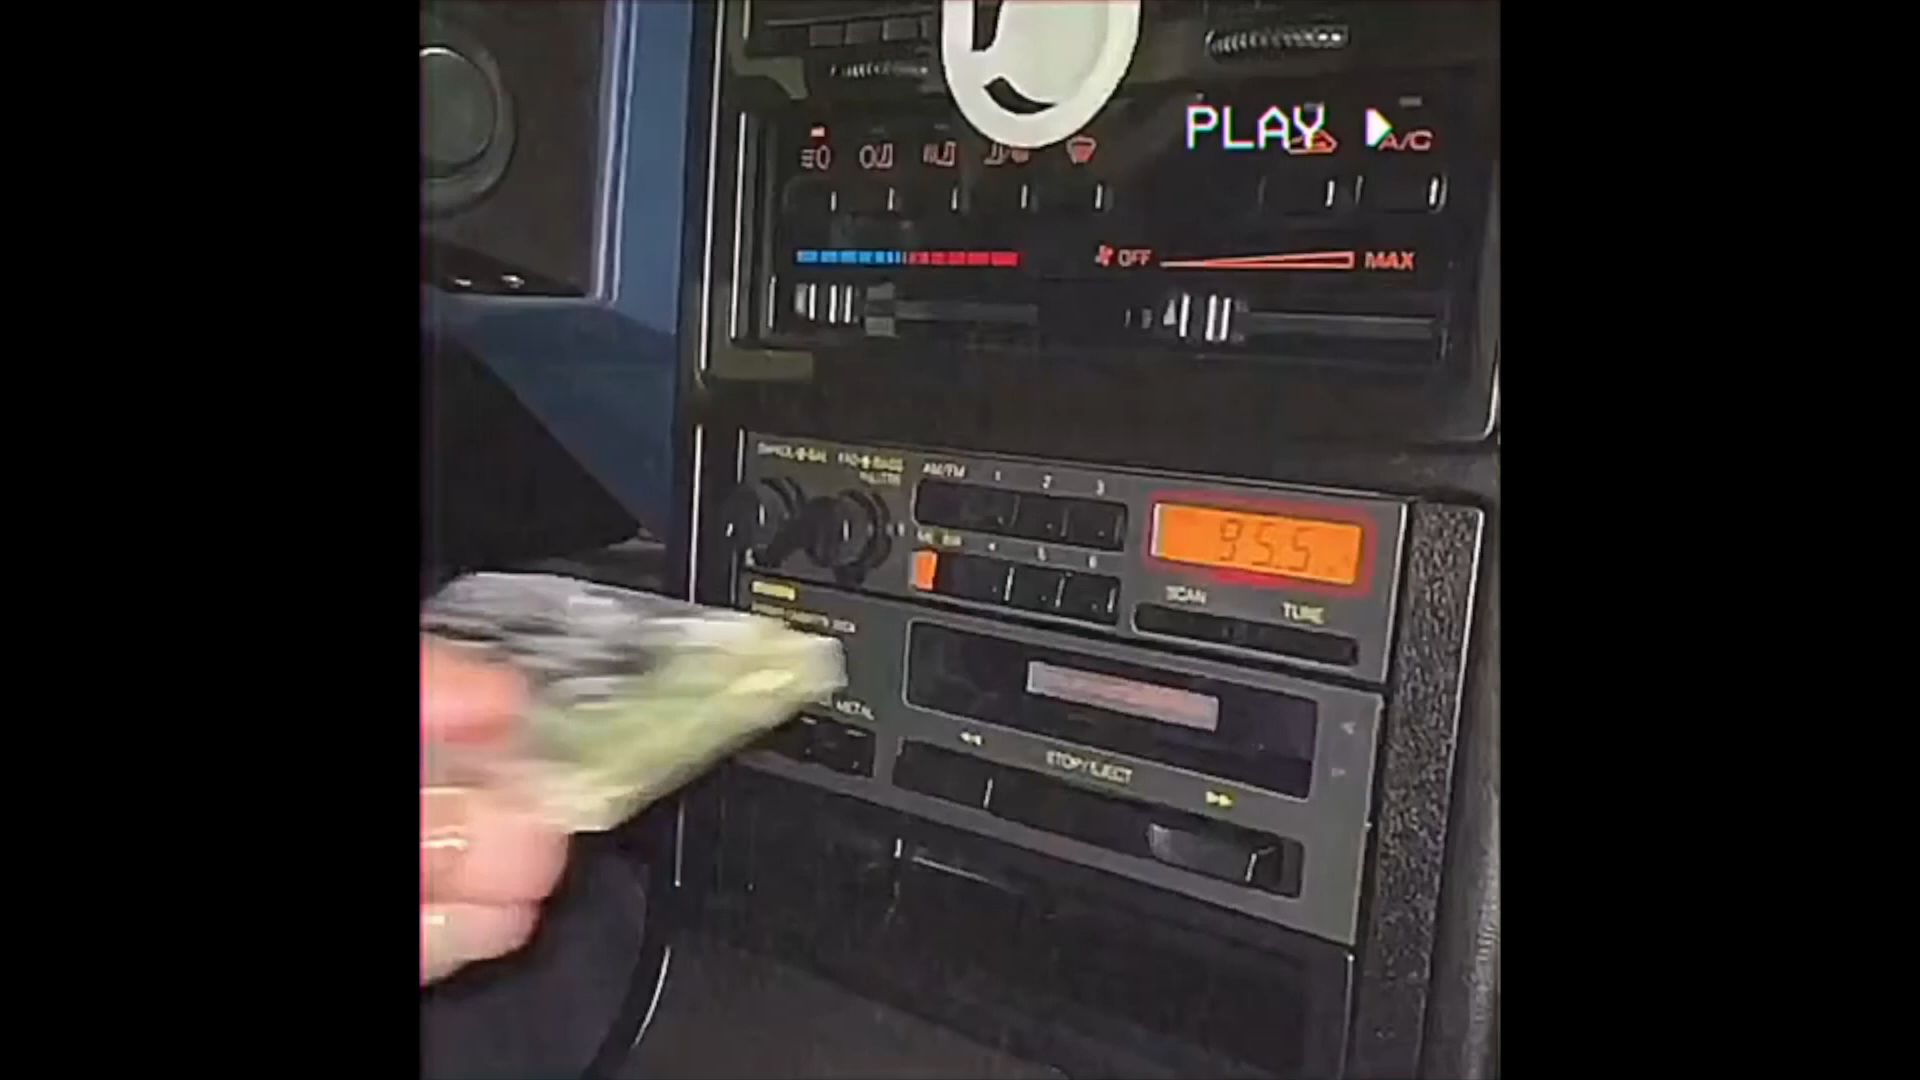 PLAY
A/C
OFF MAX
AM/FM 1 2 3
4 5 6
95.5
SCAN TUNE
METAL
STOP/EJECT